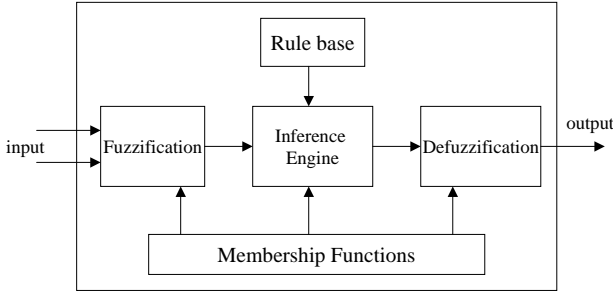 Rule base
input
Fuzzification
Inference
Engine
Defuzzification
output
Membership Functions